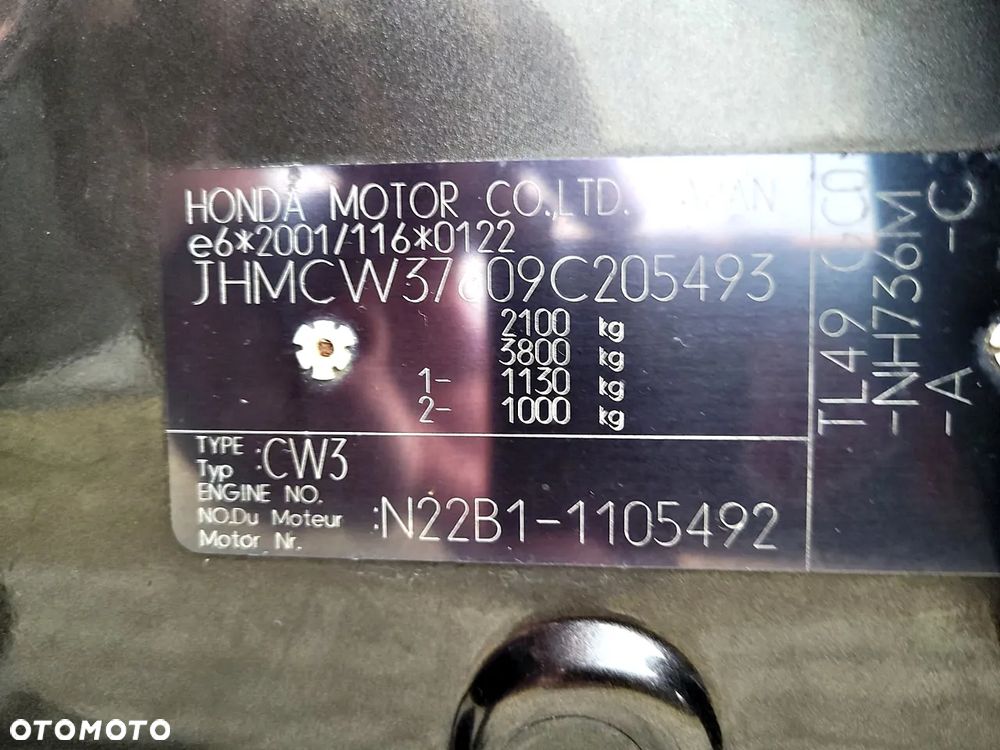 HONDA MOTOR CO.,LTD.
e6*2001/116*0122
2100 kg
3800 kg
1- 1130 kg
2- 1000 kg
TYPE
Typ :CW3
ENGINE NO.
NO.Du Moteur :N22B1-1105492
Motor Nr.
TL49
-NH736M
-A -C
OTOMOTO